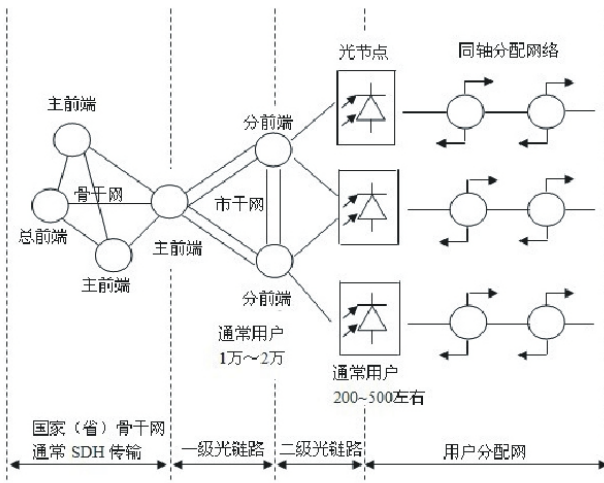 光节点
同轴分配网络
主前端
分前端
骨干网
市干网
总前端
主前端
主前端
分前端
通常用户
1万～2万
通常用户
200~500左右
国家（省）骨干网
通常 SDH 传输
一级光链路
二级光链路
用户分配网